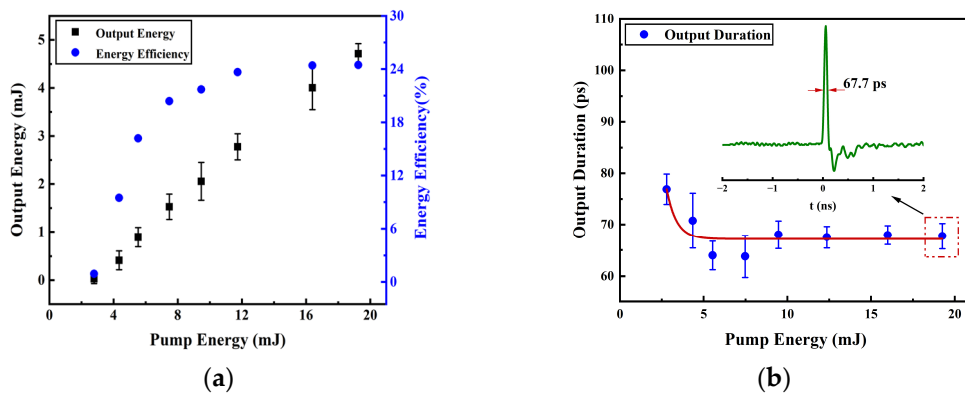 Output Energy
Energy Efficiency
Output Energy (mJ)
5
4
3
2
1
0
30
24
18
12
6
0
Energy Efficiency(%)
0 4 8 12 16 20
Pump Energy (mJ)
(a)
Output Duration
67.7 ps
−2 −1 0 1 2
t (ns)
Output Duration (ps)
110
100
90
80
70
60
0 5 10 15 20
Pump Energy (mJ)
(b)